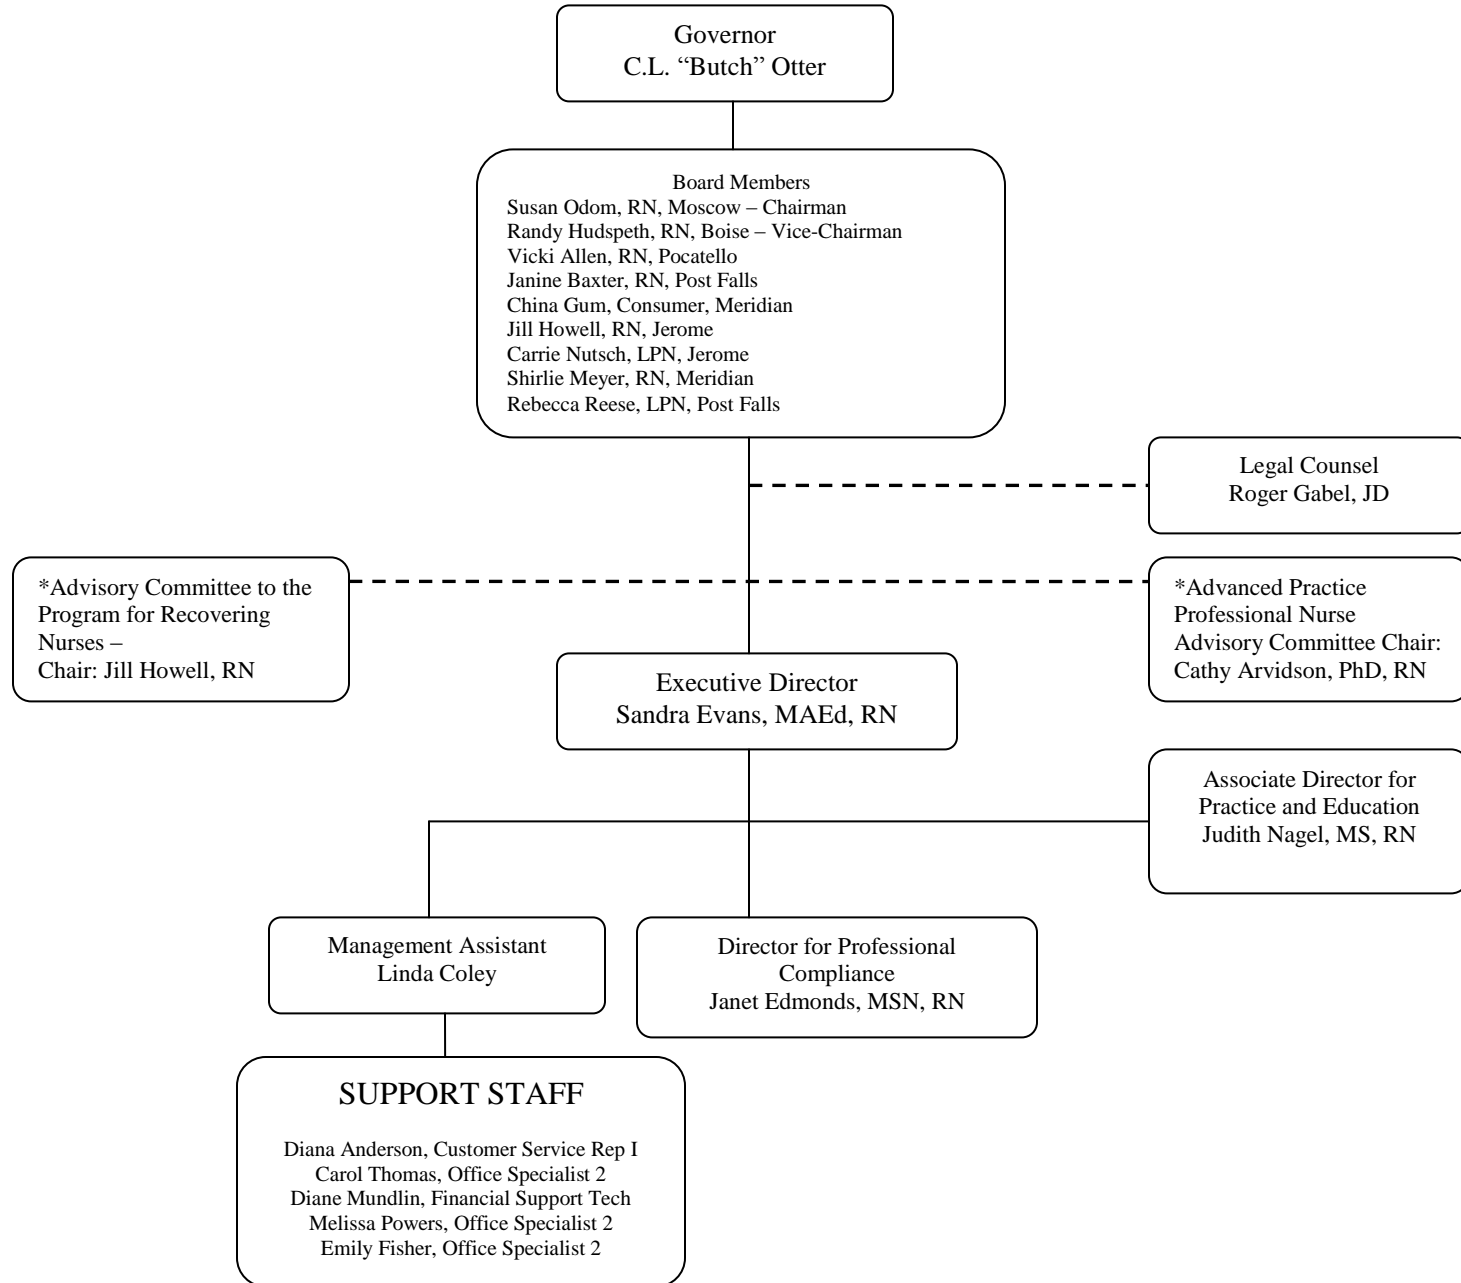 Governor
C.L. “Butch” Otter
Board Members
Susan Odom, RN, Moscow – Chairman
Randy Hudspeth, RN, Boise – Vice-Chairman
Vicki Allen, RN, Pocatello
Janine Baxter, RN, Post Falls
China Gum, Consumer, Meridian
Jill Howell, RN, Jerome
Carrie Nutsch, LPN, Jerome
Shirlie Meyer, RN, Meridian
Rebecca Reese, LPN, Post Falls
Legal Counsel
Roger Gabel, JD
*Advisory Committee to the
Program for Recovering
Nurses –
Chair: Jill Howell, RN
*Advanced Practice
Professional Nurse
Advisory Committee Chair:
Cathy Arvidson, PhD, RN
Executive Director
Sandra Evans, MAEd, RN
Associate Director for
Practice and Education
Judith Nagel, MS, RN
Management Assistant
Linda Coley
Director for Professional
Compliance
Janet Edmonds, MSN, RN
SUPPORT STAFF
Diana Anderson, Customer Service Rep I
Carol Thomas, Office Specialist 2
Diane Mundlin, Financial Support Tech
Melissa Powers, Office Specialist 2
Emily Fisher, Office Specialist 2